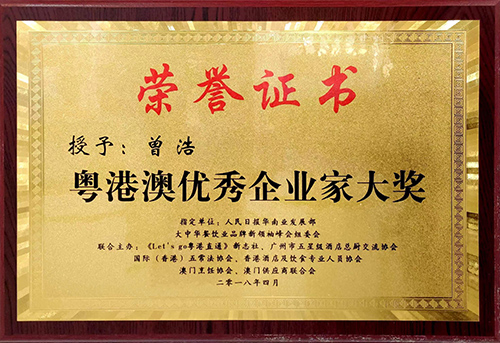 荣誉证书
授予：曾浩
粤港澳优秀企业家大奖
指定单位：人民日报华南业发展部
大中华餐饮业品牌新领袖峰会组委会
联合主办：《Let's go粤港直通》新志社、广州市五星级酒店总厨交流协会
国际（香港）五常法协会、香港酒店及饮食专业人员协会
澳门烹饪协会、澳门供应商联合会
二零一八年四月